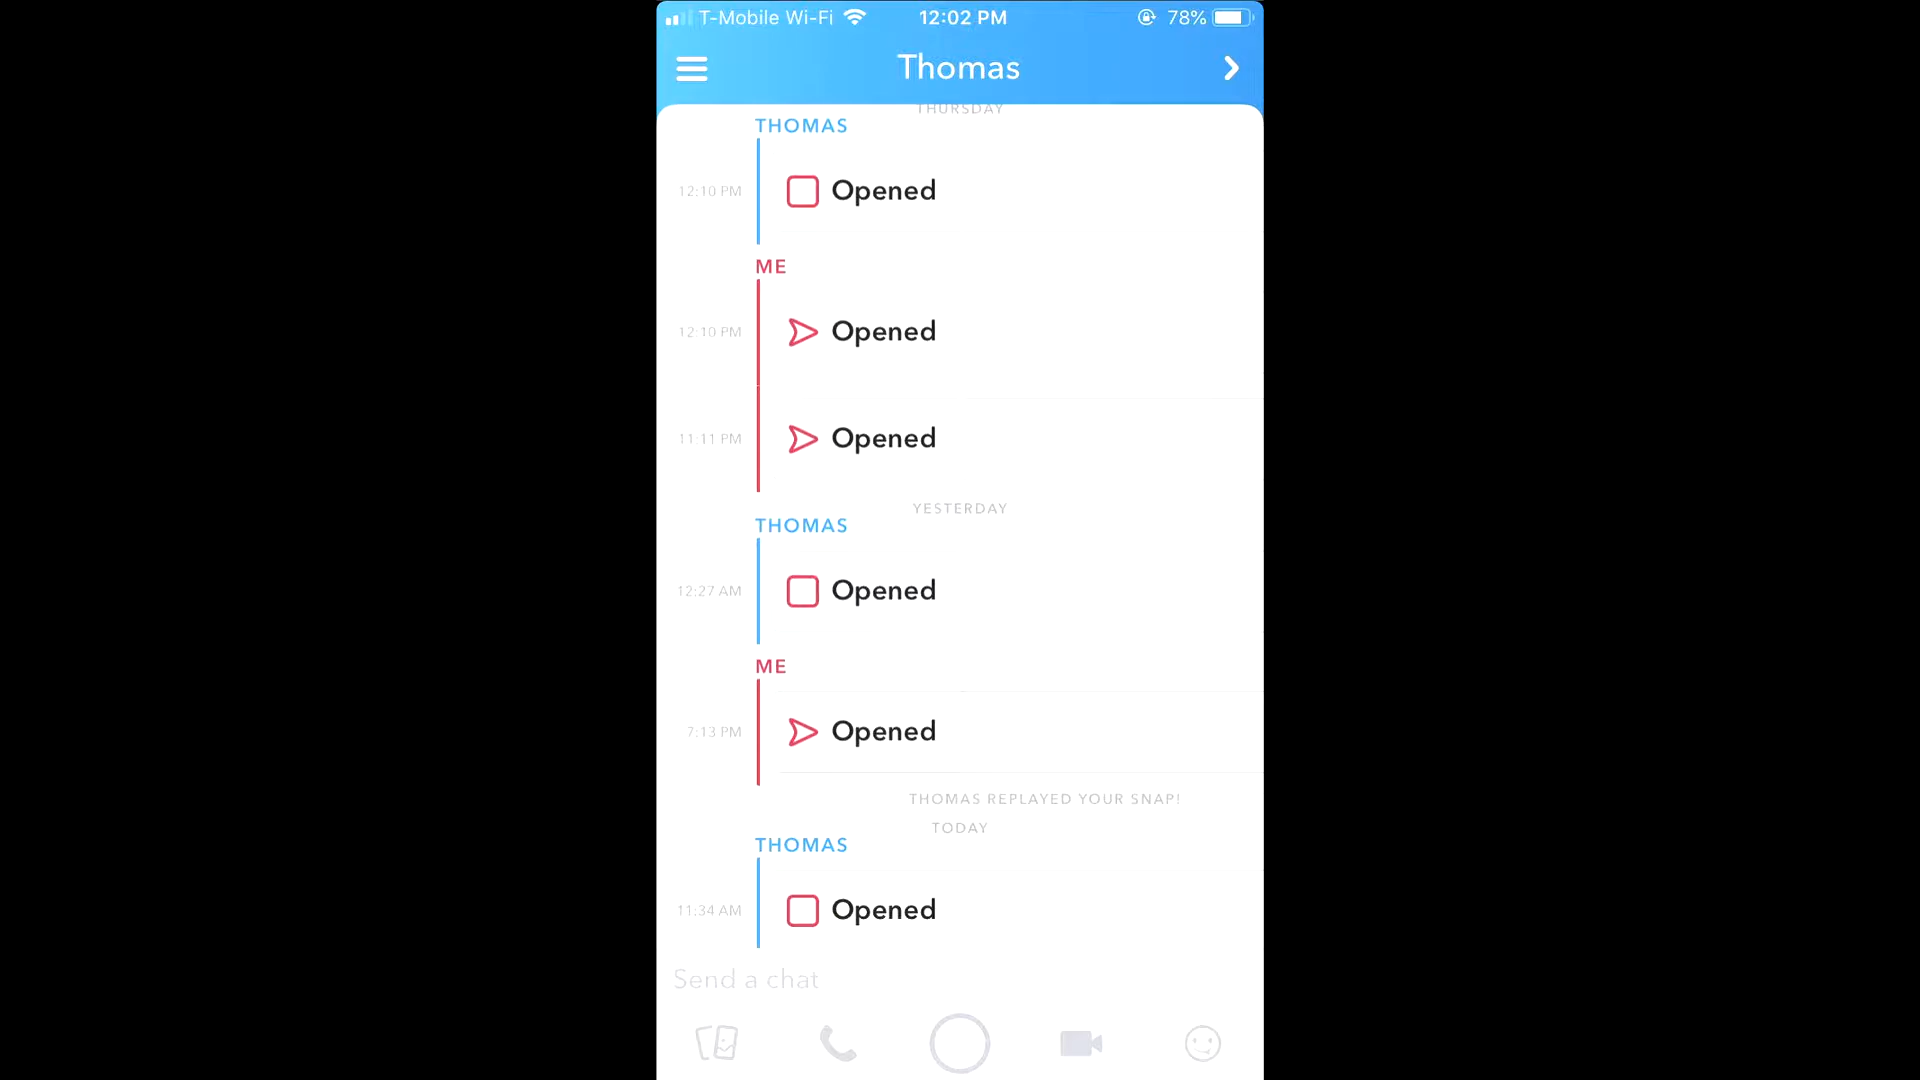 T-Mobile Wi-Fi 12:02 PM 78%
Thomas
THURSDAY
THOMAS
12:10 PM Opened
ME
12:10 PM Opened
11:11 PM Opened
YESTERDAY
THOMAS
12:27 AM Opened
ME
7:13 PM Opened
THOMAS REPLAYED YOUR SNAP!
TODAY
THOMAS
11:34 AM Opened
Send a chat